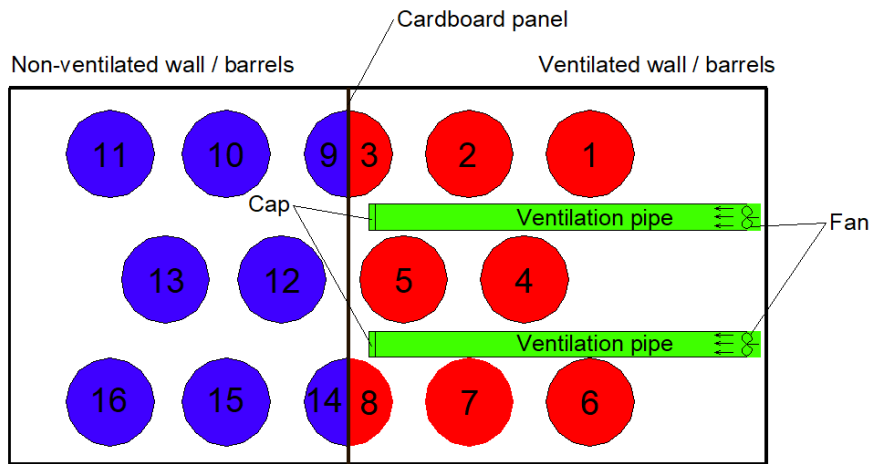 Cardboard panel
Non-ventilated wall / barrels
Ventilated wall / barrels
11 10 9 3 2 1
Cap
Ventilation pipe
Fan
13 12 5 4
Ventilation pipe
16 15 14 8 7 6